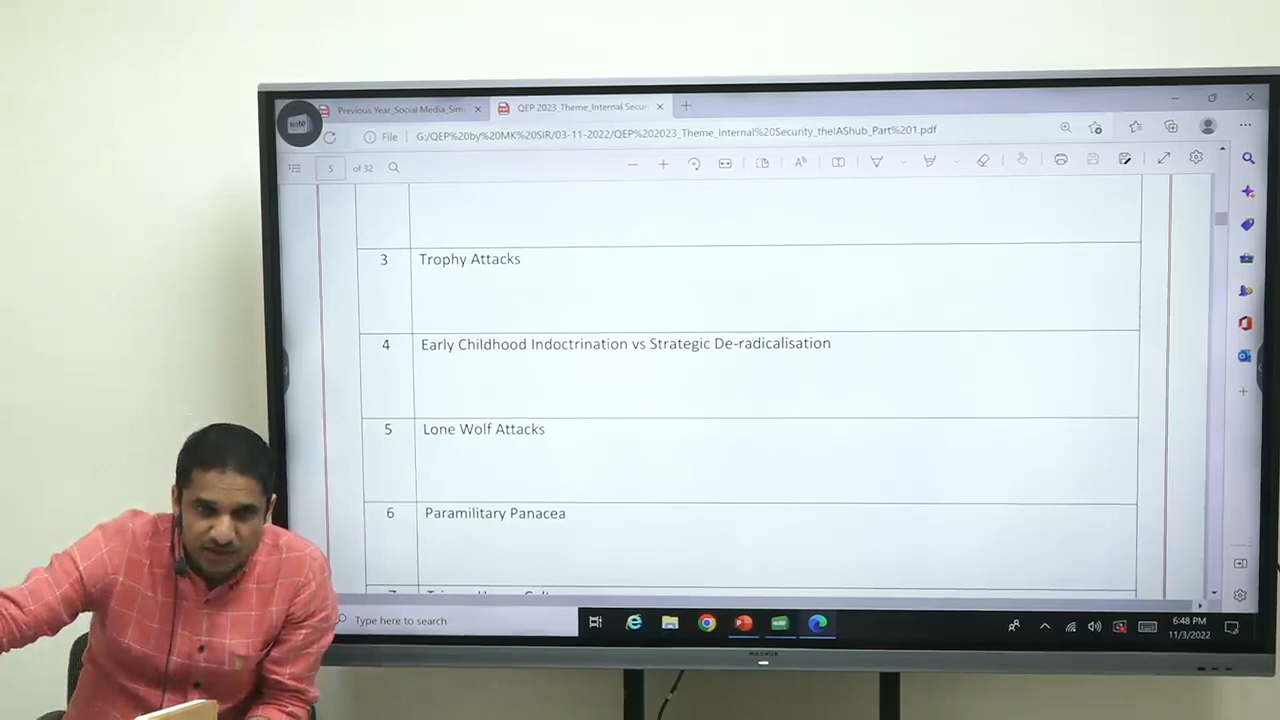 Previous Year_Social Media_Sim
QEP 2023_Theme_Internal Secur
File G:/QEP%20by%20MK%20SIR/03-11-2022/QEP%202023_Theme_Internal%20Security_theIAShub_Part%201.pdf
5 of 32
3 Trophy Attacks
4 Early Childhood Indoctrination vs Strategic De-radicalisation
5 Lone Wolf Attacks
6 Paramilitary Panacea
Type here to search
6:48 PM
11/3/2022
MAXHUB